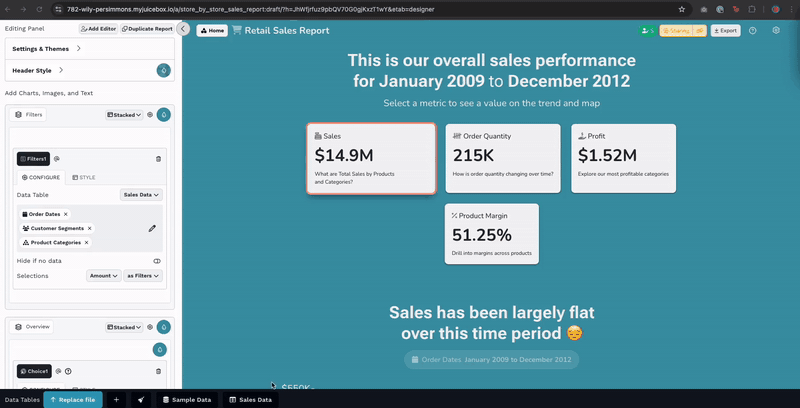 782-wily-persimmons.myjuicebox.io/a/store_by_store_sales_report:draft/?h=JhWfjrfuz9pbQV70G0gjKxzT1wY&etab=designer
Editing Panel
Add Editor
Duplicate Report
Home
Retail Sales Report
5
Sharing
Export
Settings & Themes
Header Style
Add Charts, Images, and Text
Filters
Stacked
Filters1
CONFIGURE
STYLE
Data Table
Sales Data
Order Dates
Customer Segments
Product Categories
Hide if no data
Selections
Amount
as Filters
Overview
Stacked
Choice1
This is our overall sales performance
for January 2009 to December 2012
Select a metric to see a value on the trend and map
Sales
$14.9M
What are Total Sales by Products
and Categories?
Order Quantity
215K
How is order quantity changing over time?
Profit
$1.52M
Explore our most profitable categories
Product Margin
51.25%
Drill into margins across products
Sales has been largely flat
over this time period
Order Dates January 2009 to December 2012
$550K
Data Tables
Replace file
Sample Data
Sales Data